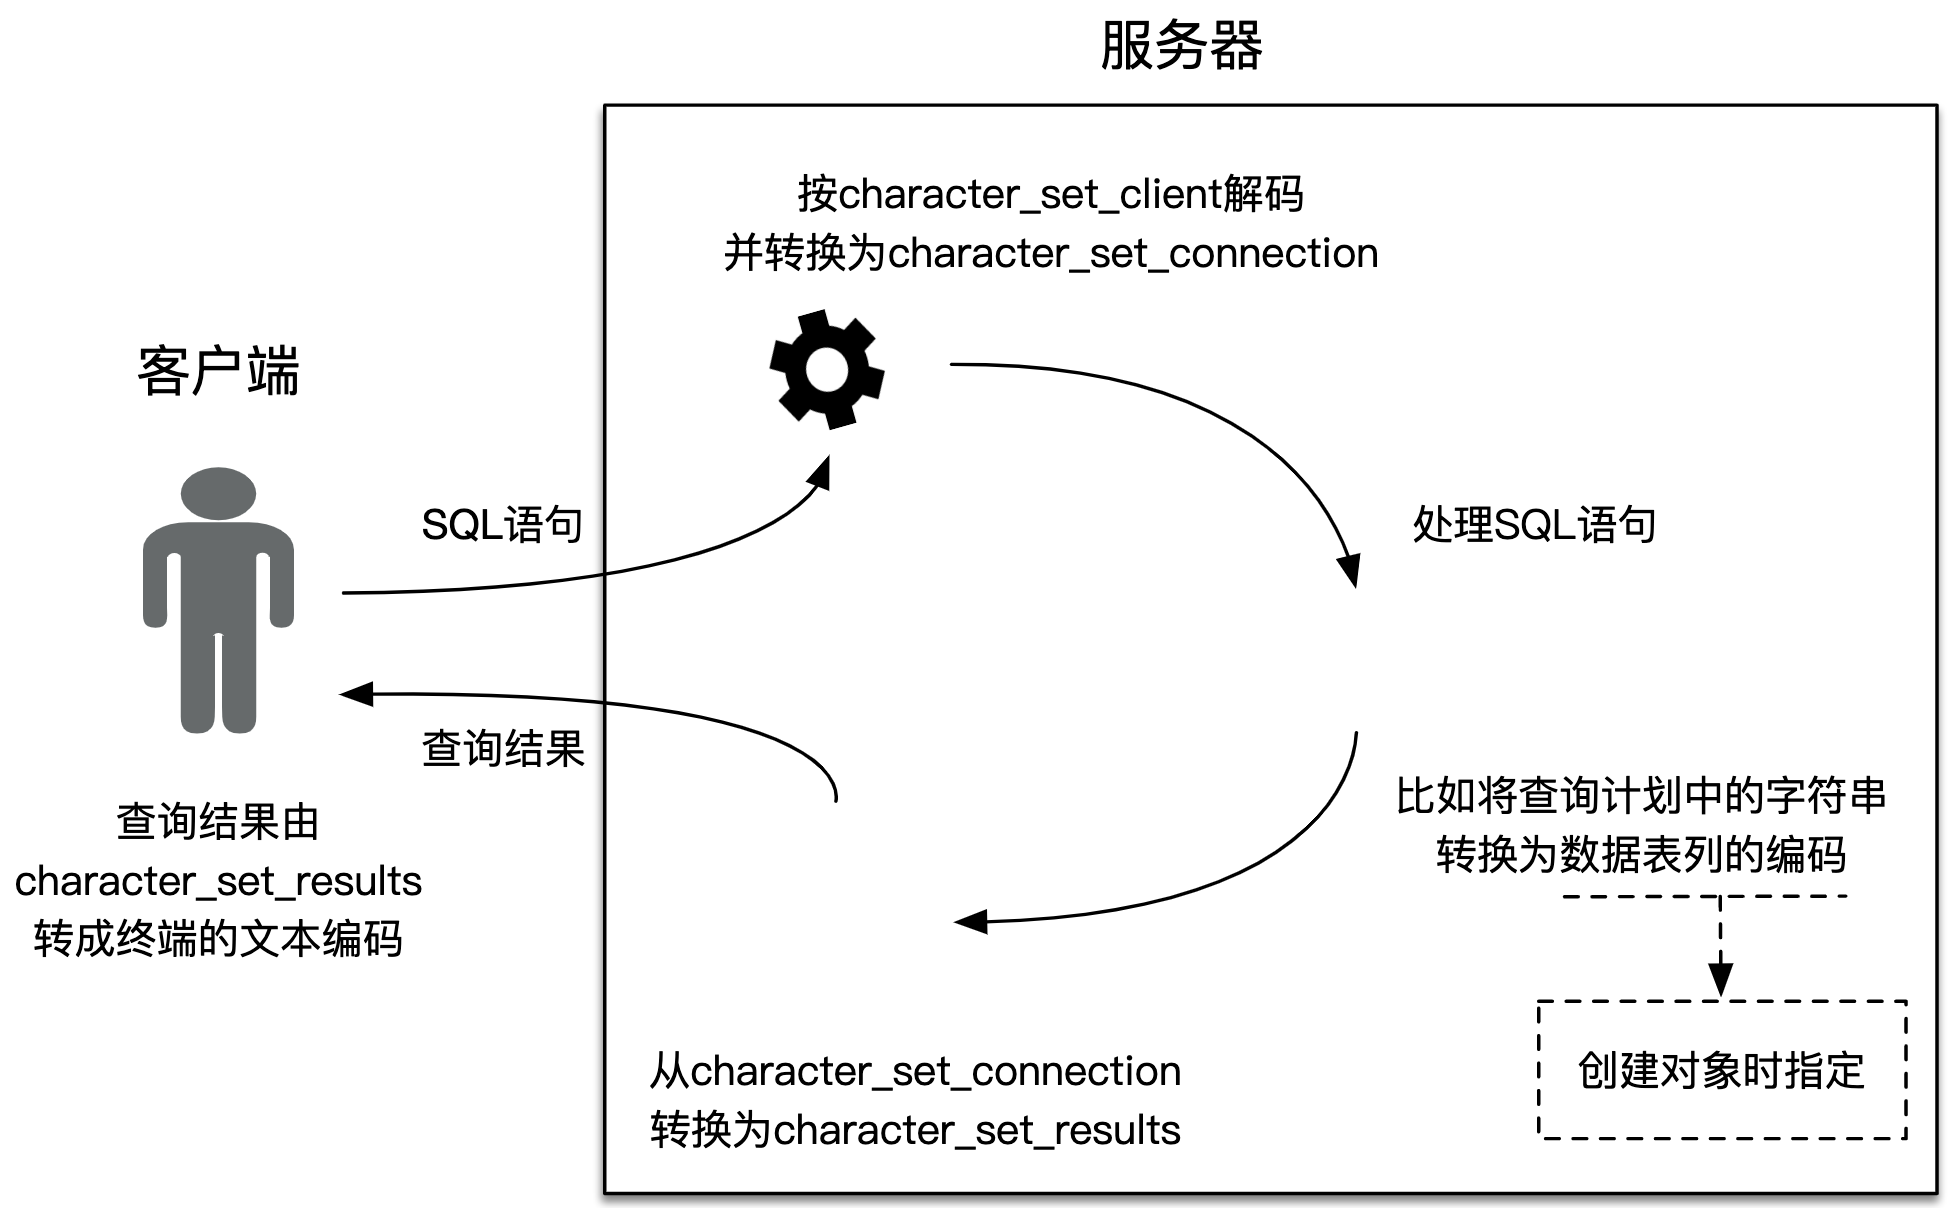 服务器
按character_set_client解码
并转换为character_set_connection
客户端
SQL语句
处理SQL语句
查询结果
查询结果由
character_set_results
转成终端的文本编码
比如将查询计划中的字符串
转换为数据表列的编码
创建对象时指定
从character_set_connection
转换为character_set_results